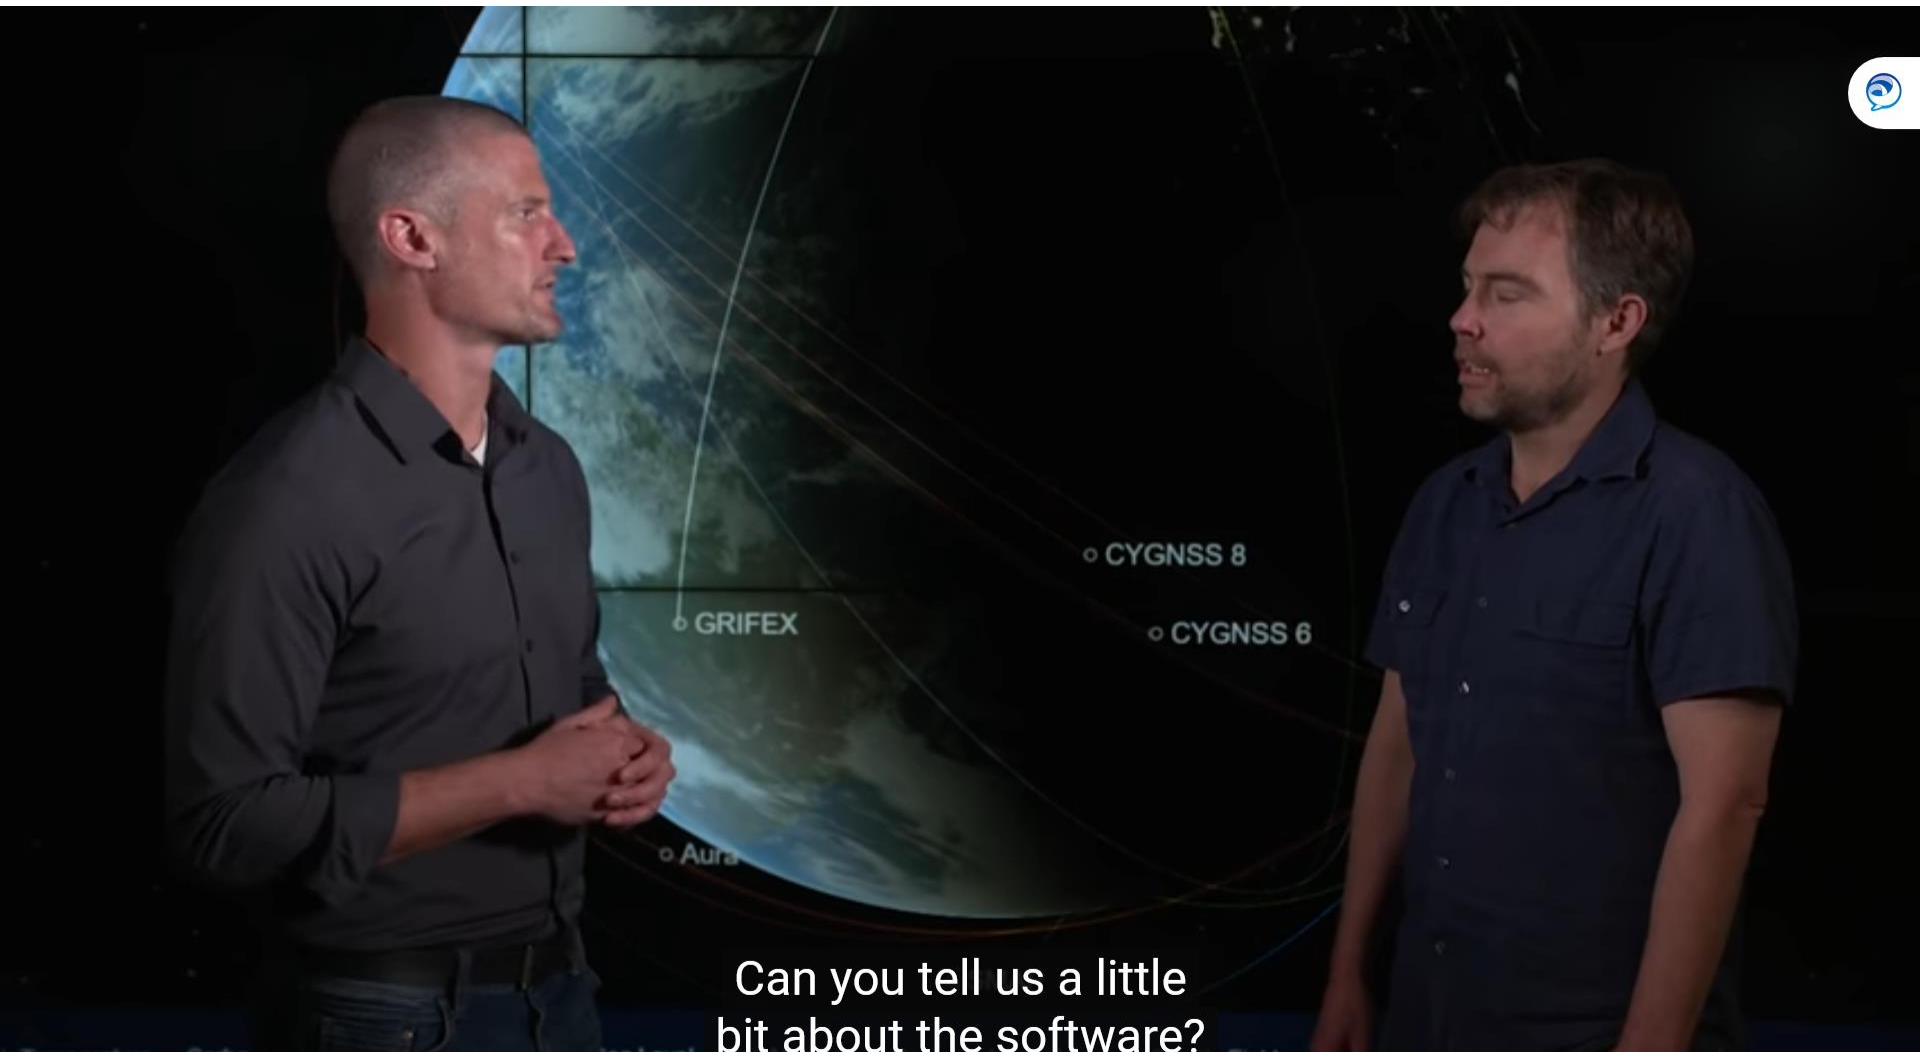 CYGNSS 8
GRIFEX
CYGNSS 6
Aura
Can you tell us a little
bit about the software?